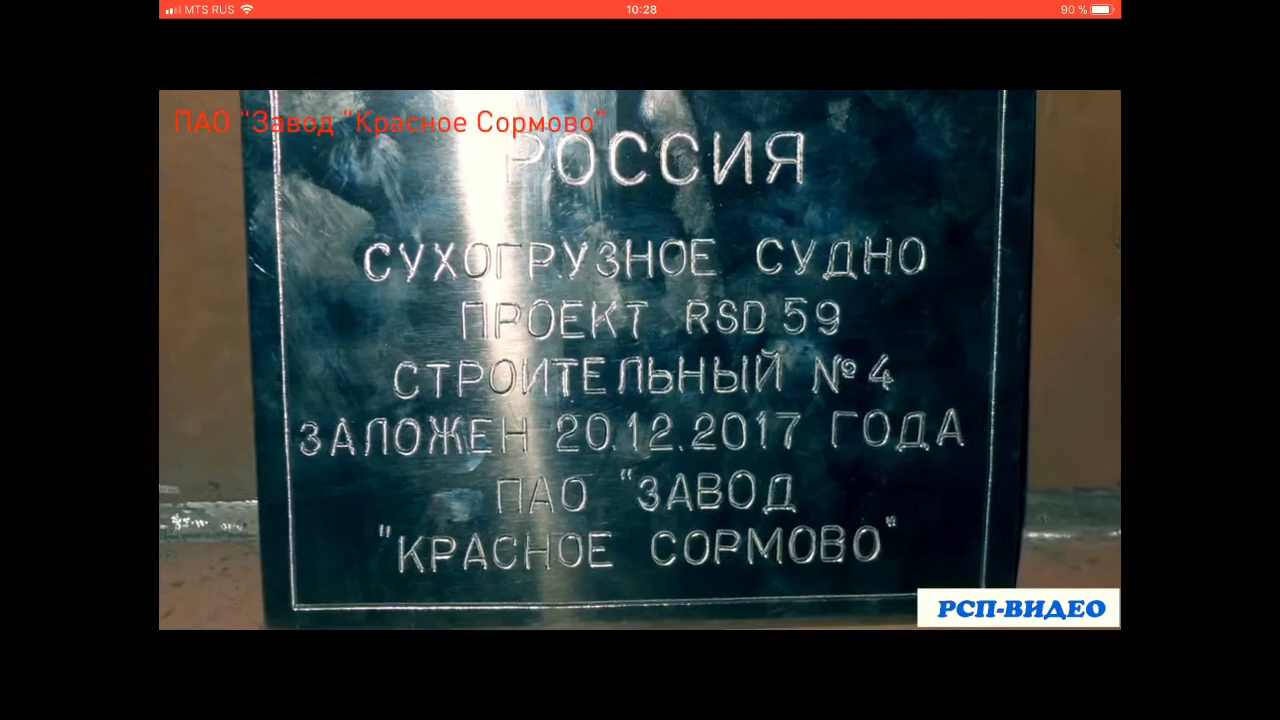 MTS RUS
10:28
90 %
ПАО "Завод "Красное Сормово"
РОССИЯ
СУХОГРУЗНОЕ СУДНО
ПРОЕКТ RSD 59
СТРОИТЕЛЬНЫЙ № 4
ЗАЛОЖЕН 20.12.2017 ГОДА
ПАО "ЗАВОД
"КРАСНОЕ СОРМОВО"
РСП-ВИДЕО